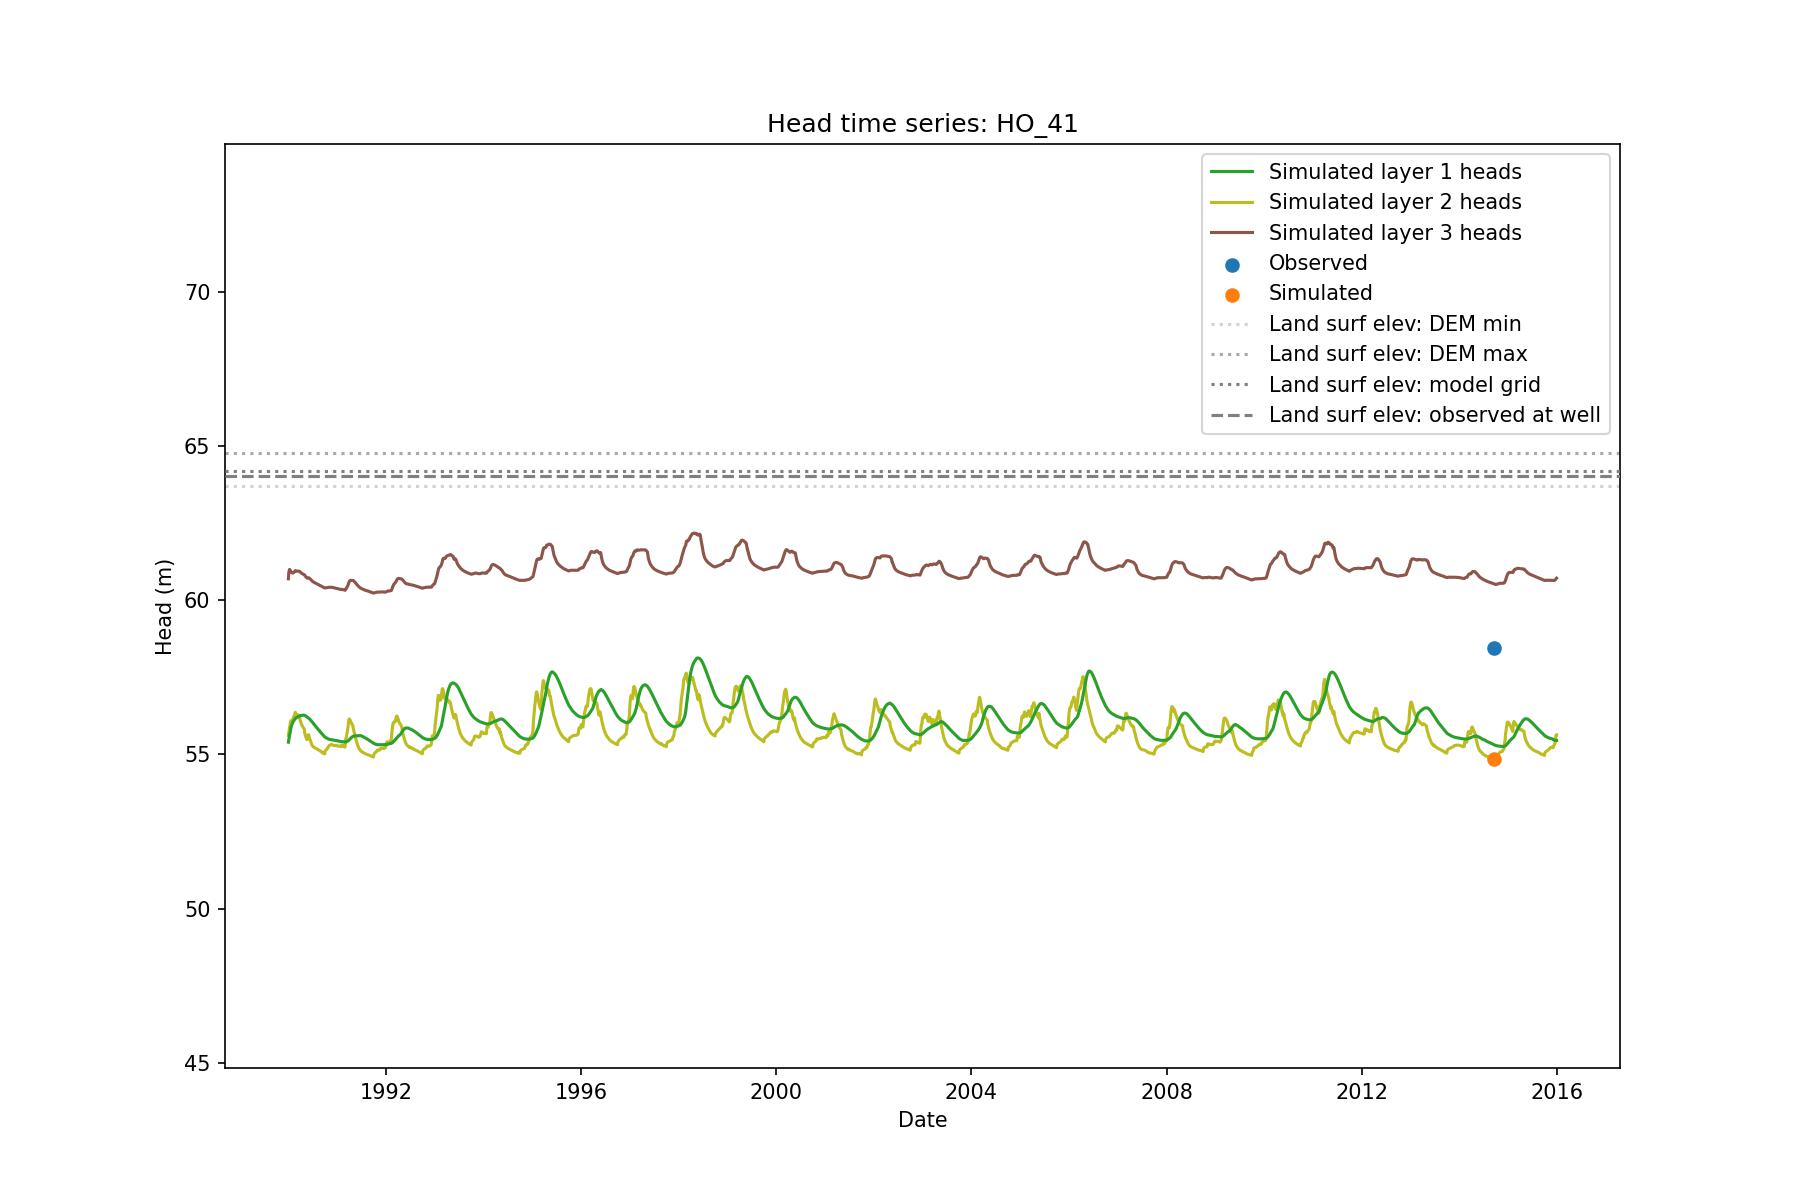 Head time series: HO_41
Simulated layer 1 heads
Simulated layer 2 heads
Simulated layer 3 heads
Observed
Simulated
Land surf elev: DEM min
Land surf elev: DEM max
Land surf elev: model grid
Land surf elev: observed at well
Head (m)
70
65
60
55
50
45
1992 1996 2000 2004 2008 2012 2016
Date